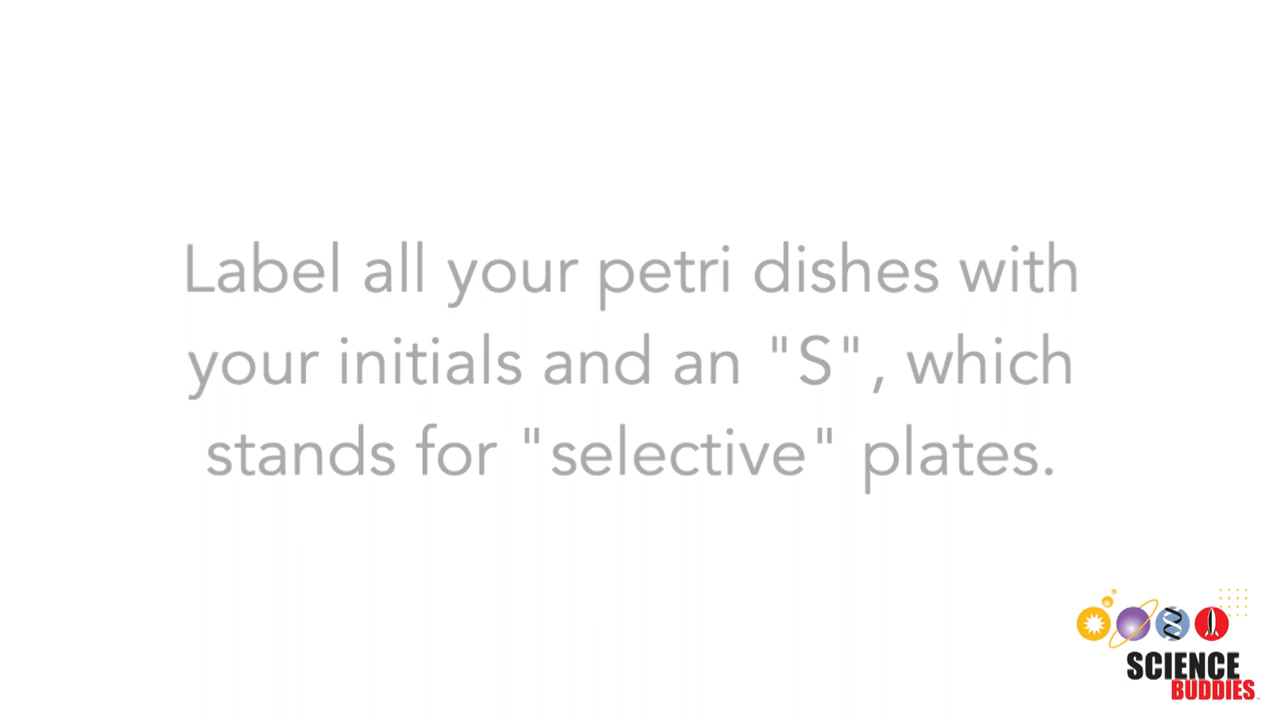 Label all your petri dishes with
your initials and an "S", which
stands for "selective" plates.
SCIENCE
BUDDIES